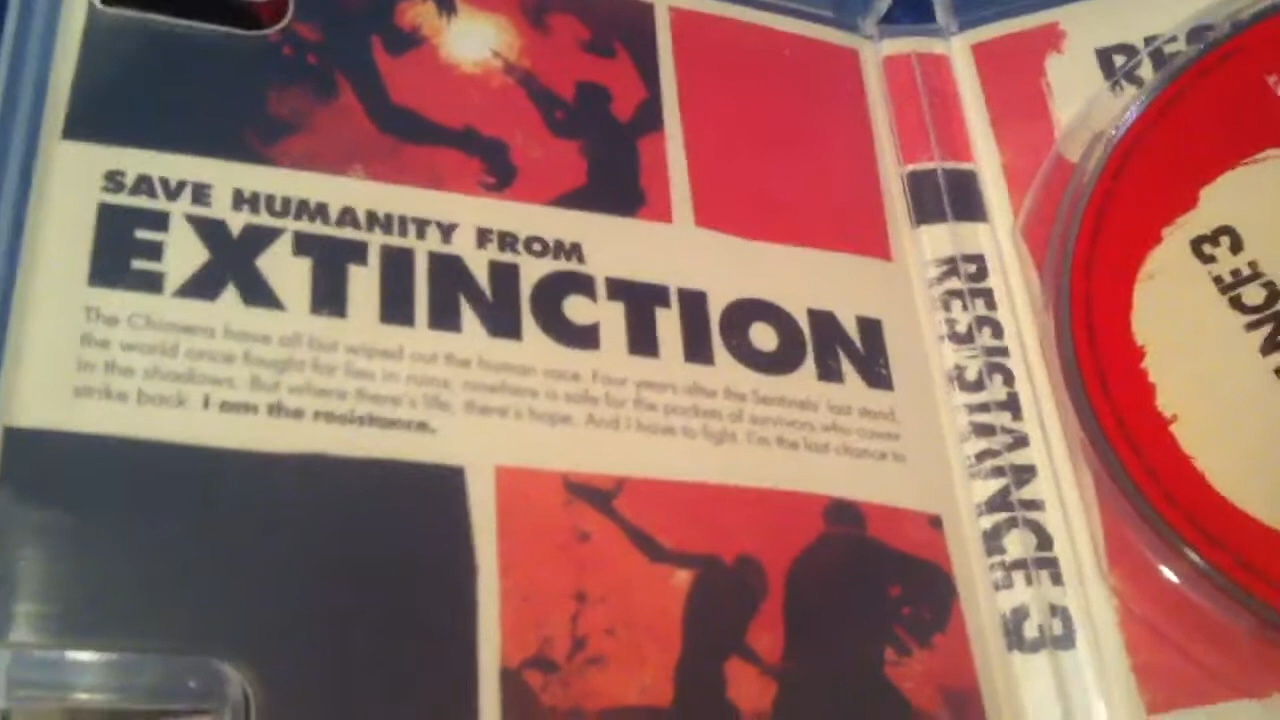 SAVE HUMANITY FROM
EXTINCTION
The Chimera have all but wiped out the human race. Four years after the Sentinels' last stand,
the world once fought for lies in ruins; nowhere is safe for the pockets of survivors who cower
in the shadows. But where there's life, there's hope. And I have to fight. I'm the last chance to
strike back. I am the resistance.
RESISTANCE 3
RES
NCE3